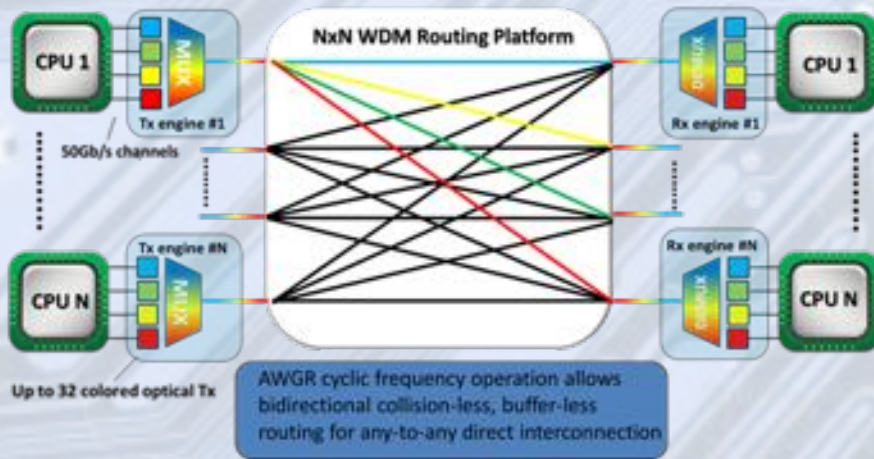 NxN WDM Routing Platform
CPU 1
MUX
Tx engine #1
50Gb/s channels
DEMUX
Rx engine #1
CPU 1
Tx engine #N
CPU N
MUX
Up to 32 colored optical Tx
Rx engine #N
DEMUX
CPU N
AWGR cyclic frequency operation allows
bidirectional collision-less, buffer-less
routing for any-to-any direct interconnection